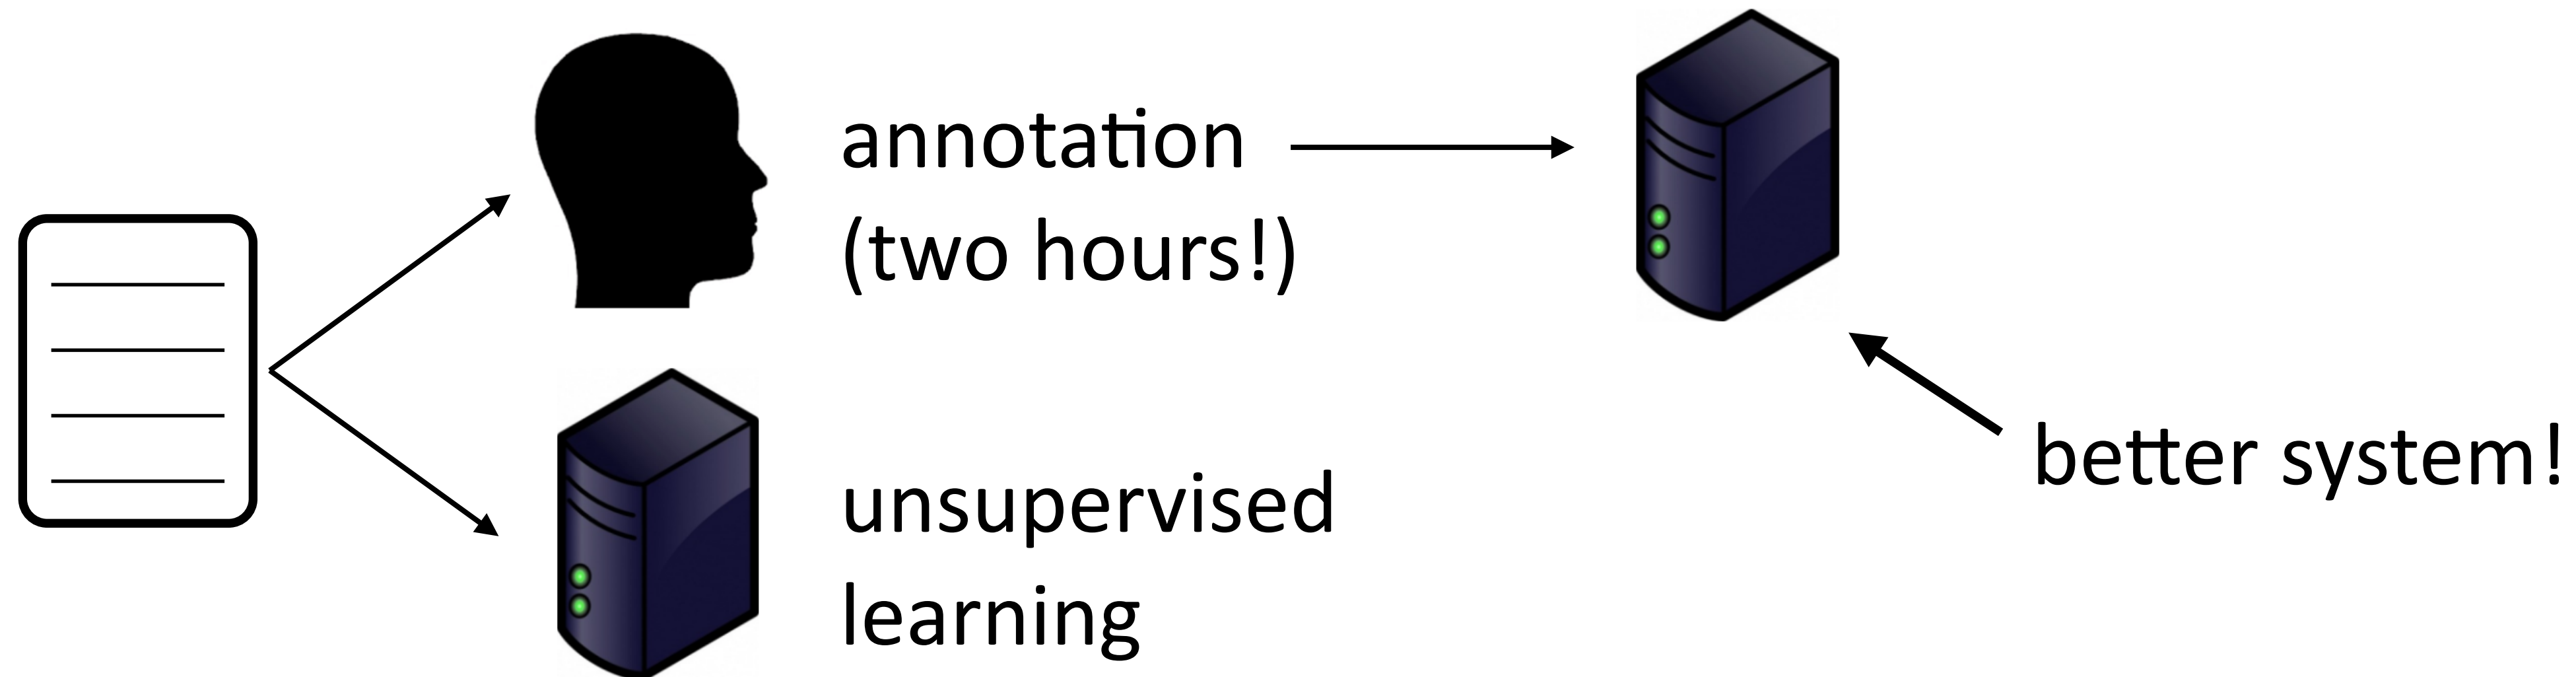 annotation
(two hours!)
unsupervised
learning
better system!